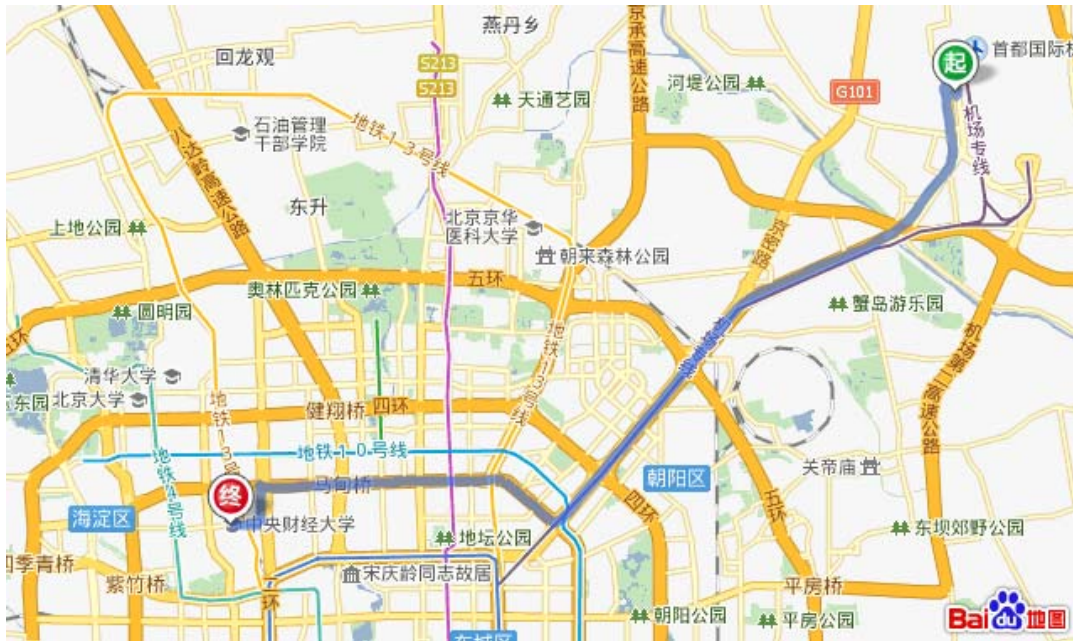 燕丹乡
回龙观
S213
S213
天通艺园
京承高速公路
河堤公园
G101
起
首都国际机
机场专线
八达岭高速公路
石油管理
干部学院
地铁13号线
东升
上地公园
北京京华
医科大学
朝来森林公园
京密路
五环
奥林匹克公园
圆明园
五环
蟹岛游乐园
地铁13号线
机场第二高速公路
清华大学
北京大学
东园
地铁13号
健翔桥
四环
地铁10号线
地铁4号线
朝阳区
关帝庙
终
马甸桥
四环
五环
海淀区
中央财经大学
地坛公园
东坝郊野公园
四季青桥
紫竹桥
二环
宋庆龄同志故居
平房桥
朝阳公园
平房公园
东城区
Bai du 地图